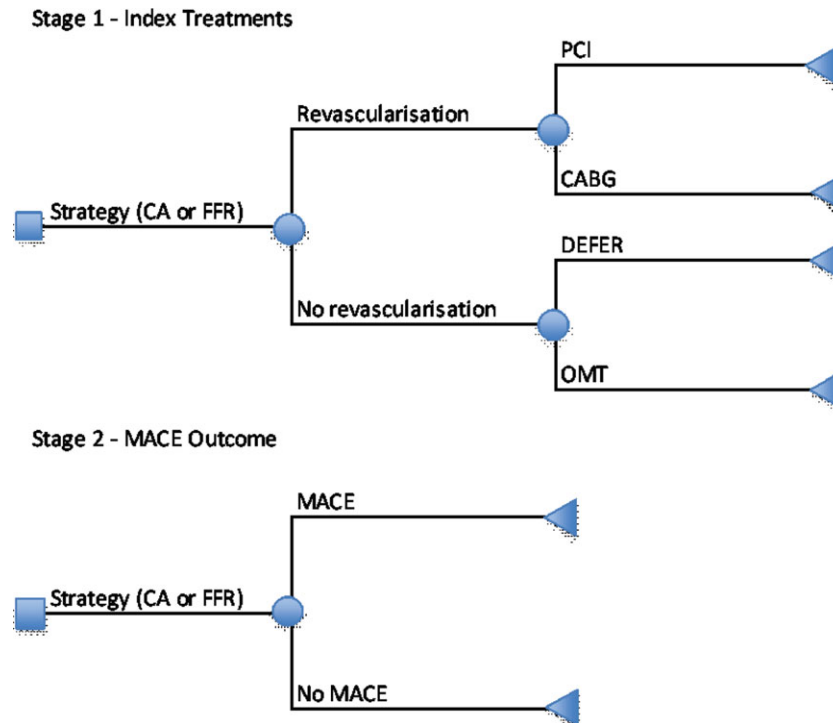 Stage 1 - Index Treatments
PCI
Revascularisation
CABG
Strategy (CA or FFR)
DEFER
No revascularisation
OMT
Stage 2 - MACE Outcome
MACE
Strategy (CA or FFR)
No MACE